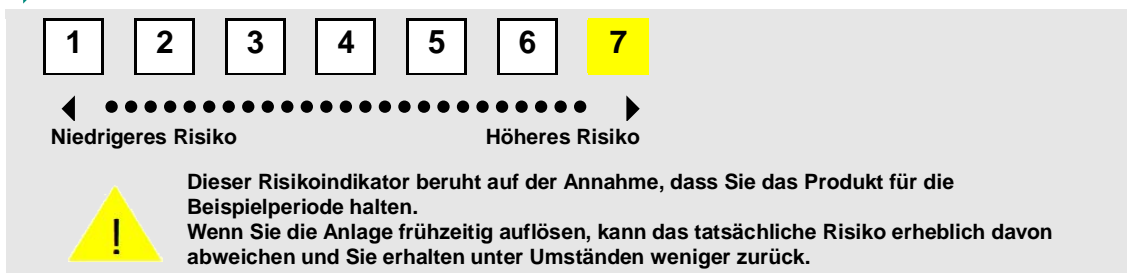 1 2 3 4 5 6 7
Niedrigeres Risiko Höheres Risiko
Dieser Risikoindikator beruht auf der Annahme, dass Sie das Produkt für die
Beispielperiode halten.
Wenn Sie die Anlage frühzeitig auflösen, kann das tatsächliche Risiko erheblich davon
abweichen und Sie erhalten unter Umständen weniger zurück.
!